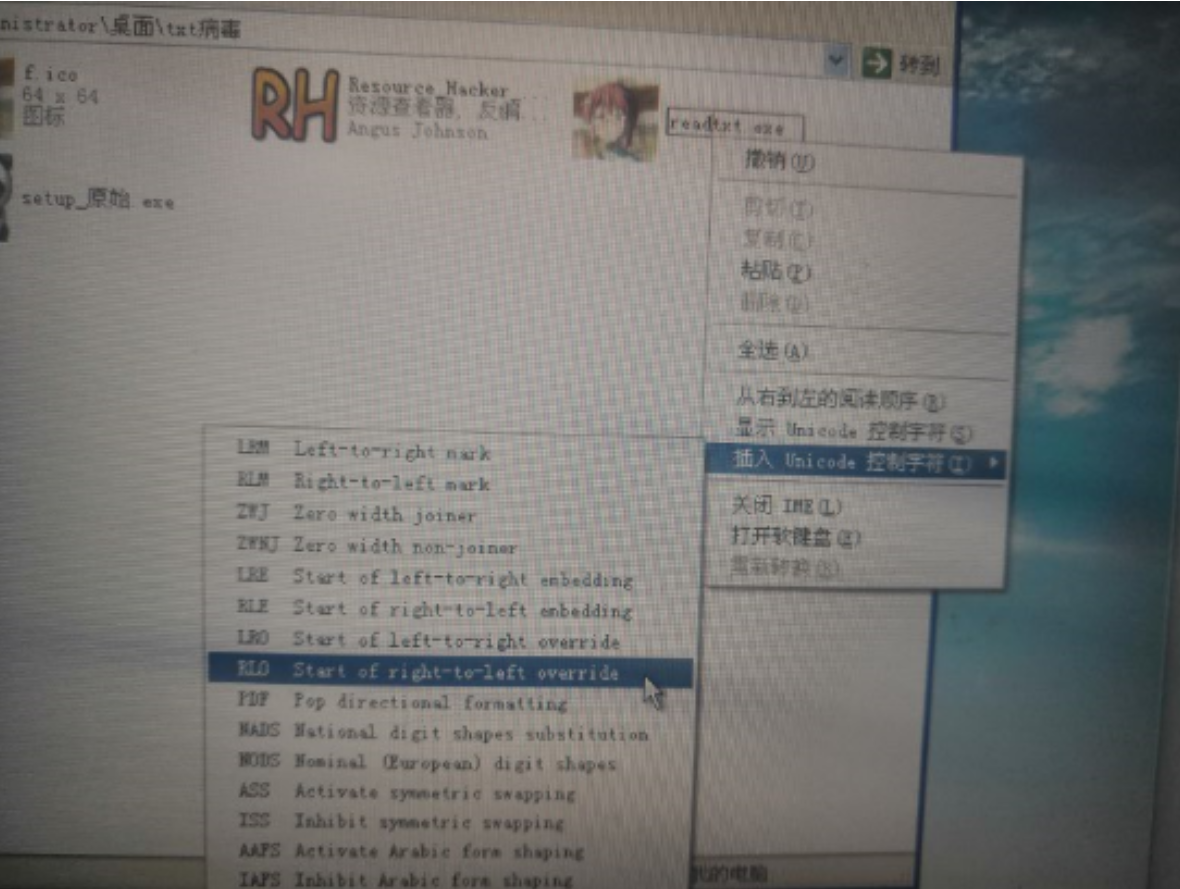 nistrator\桌面\txt病毒
转到
f.ico
64 x 64
图标
RH
Resource Hacker
资源查看器, 反编...
Angus Johnson
readtxt exe
setup_原始 exe
撤销(U)
剪切(T)
复制(C)
粘贴(P)
删除(D)
全选(A)
从右到左的阅读顺序(R)
显示 Unicode 控制字符(S)
插入 Unicode 控制字符(I)
关闭 IME(L)
打开软键盘(E)
重新转换(R)
LRM Left-to-right mark
RLM Right-to-left mark
ZWJ Zero width joiner
ZWNJ Zero width non-joiner
LRE Start of left-to-right embedding
RLE Start of right-to-left embedding
LRO Start of left-to-right override
RLO Start of right-to-left override
PDF Pop directional formatting
NADS National digit shapes substitution
NODS Nominal (European) digit shapes
ASS Activate symmetric swapping
ISS Inhibit symmetric swapping
AAFS Activate Arabic form shaping
IAFS Inhibit Arabic form shaping
我的电脑